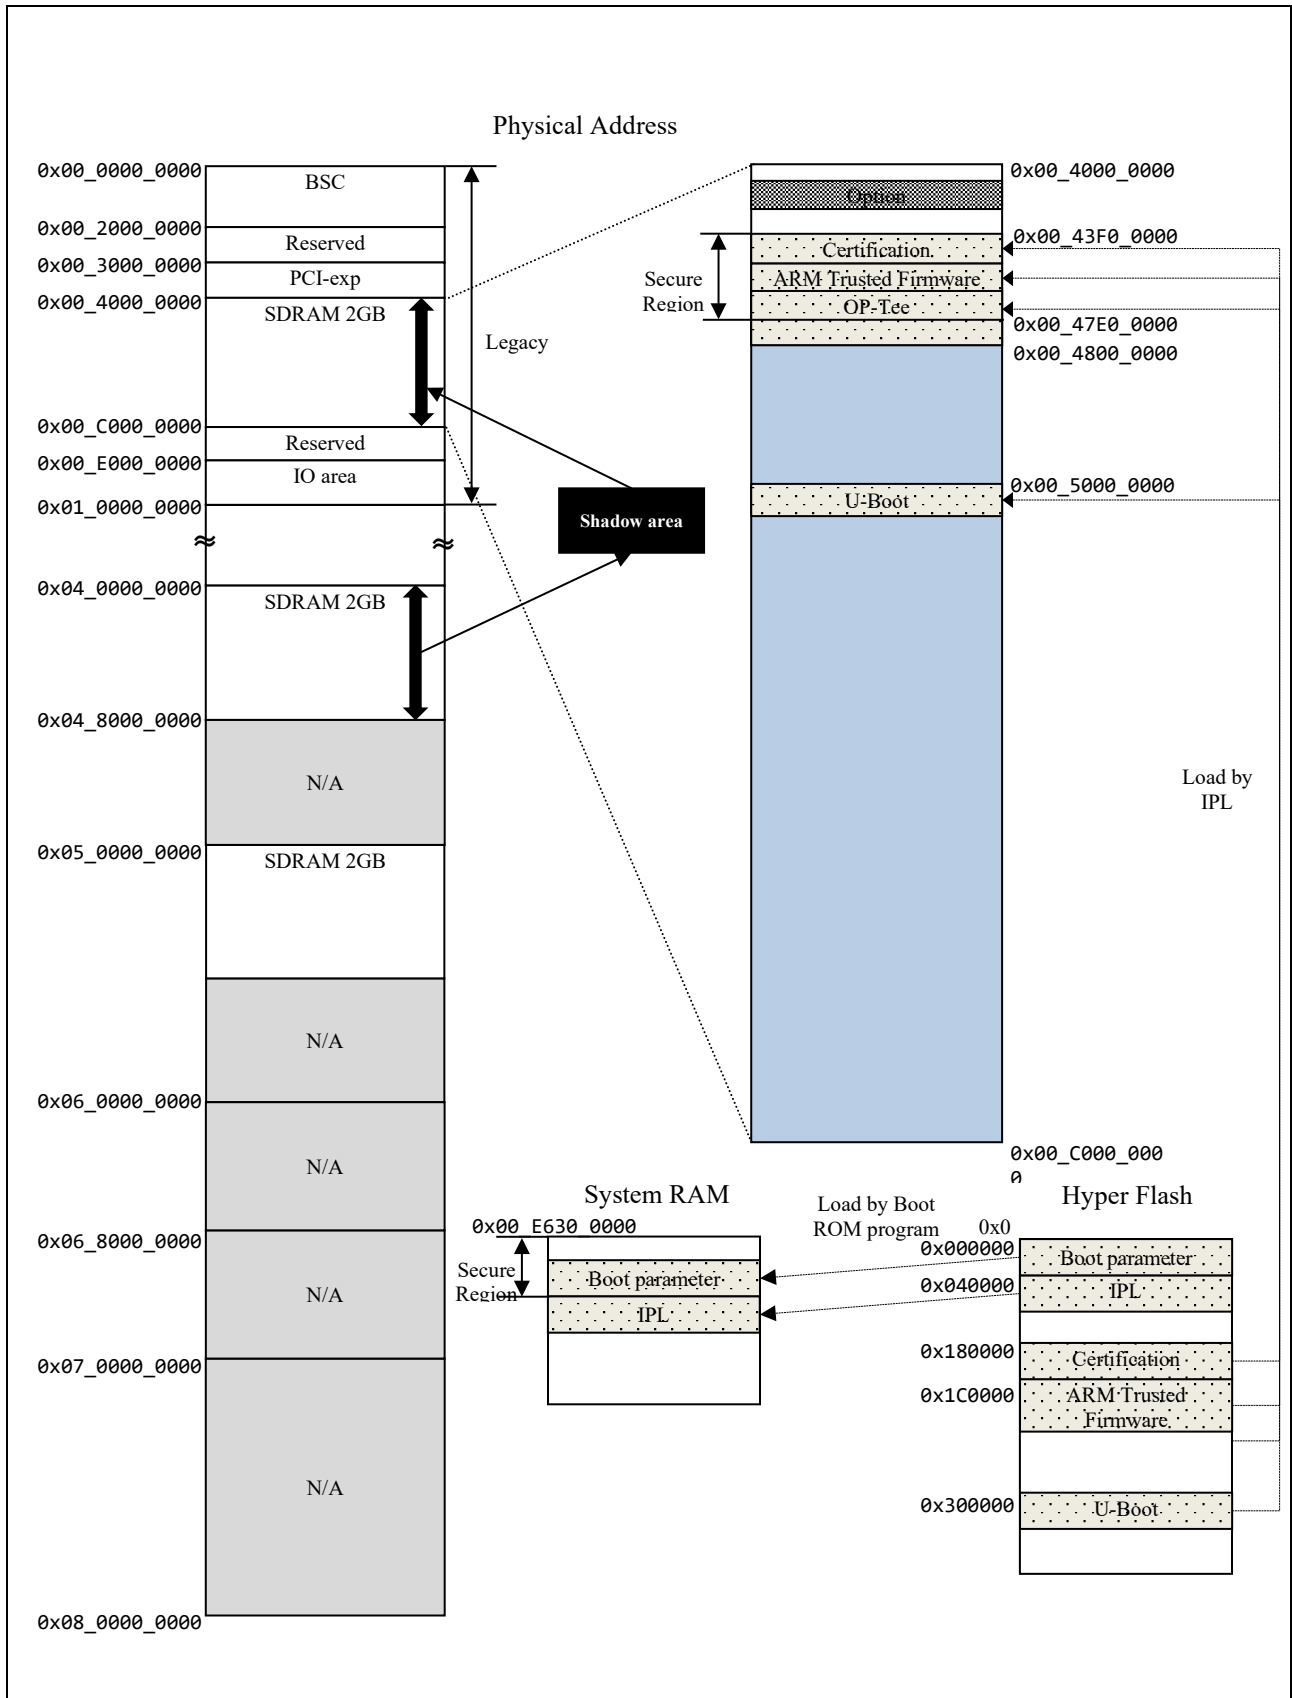 Physical Address
0x00_0000_0000
BSC
0x00_2000_0000
Reserved
0x00_3000_0000
PCI-exp
0x00_4000_0000
SDRAM 2GB
Legacy
0x00_C000_0000
Reserved
0x00_E000_0000
IO area
0x01_0000_0000
≈
≈
Shadow area
0x04_0000_0000
SDRAM 2GB
0x04_8000_0000
N/A
0x05_0000_0000
SDRAM 2GB
N/A
0x06_0000_0000
N/A
0x06_8000_0000
N/A
0x07_0000_0000
N/A
0x08_0000_0000
0x00_4000_0000
Option
0x00_43F0_0000
Certification
Secure
Region
ARM Trusted Firmware
OP-Tee
0x00_47E0_0000
0x00_4800_0000
0x00_5000_0000
U-Boot
Load by
IPL
0x00_C000_000
0
System RAM
0x00_E630_0000
Secure
Region
Boot parameter
IPL
Load by Boot
ROM program
Hyper Flash
0x0
0x000000
Boot parameter
0x040000
IPL
0x180000
Certification
0x1C0000
ARM Trusted
Firmware
0x300000
U-Boot